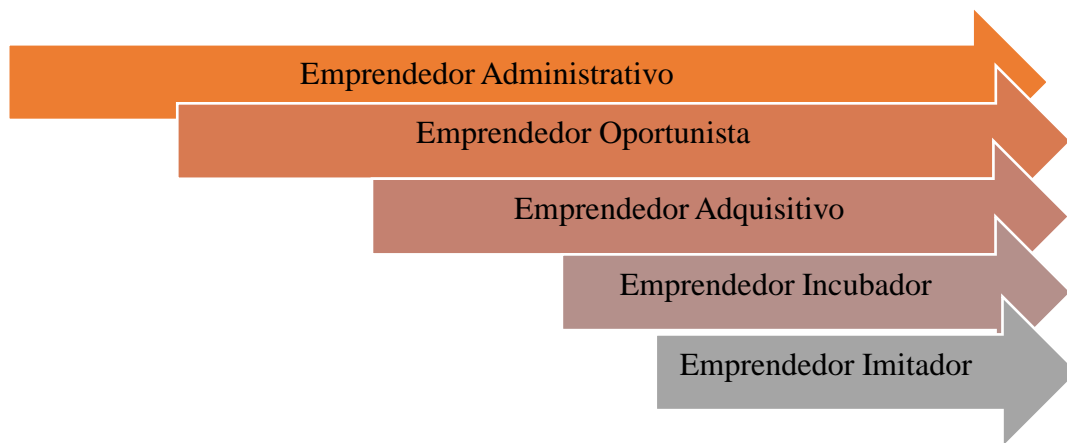 Emprendedor Administrativo
Emprendedor Oportunista
Emprendedor Adquisitivo
Emprendedor Incubador
Emprendedor Imitador